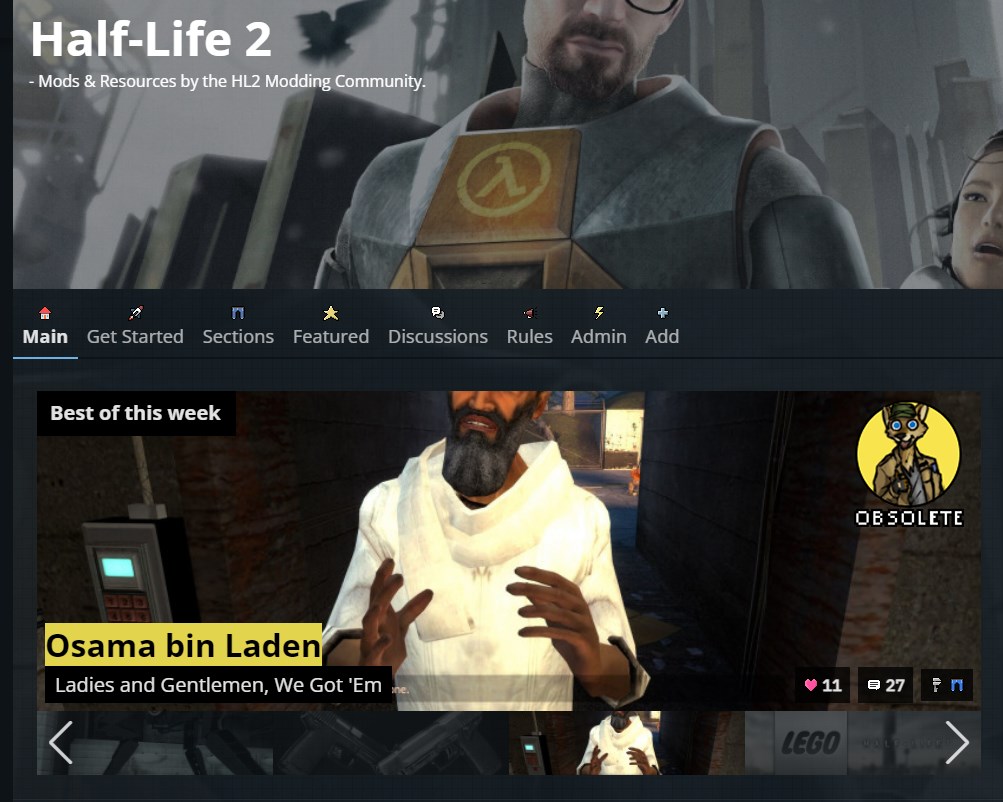 Half-Life 2
- Mods & Resources by the HL2 Modding Community.
Main Get Started Sections Featured Discussions Rules Admin Add
Best of this week
OBSOLETE
Osama bin Laden
Ladies and Gentlemen, We Got 'Em
11 27
LEGO